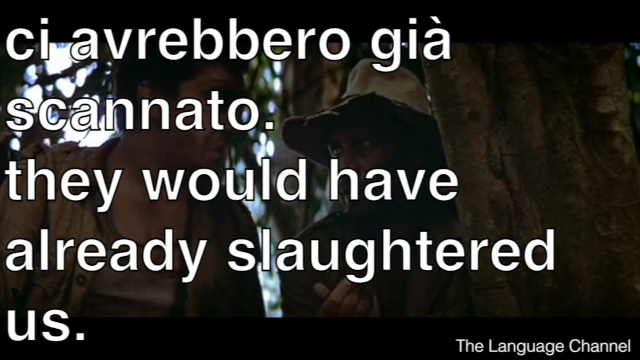 ci avrebbero già
scannato.
they would have
already slaughtered
us.
The Language Channel